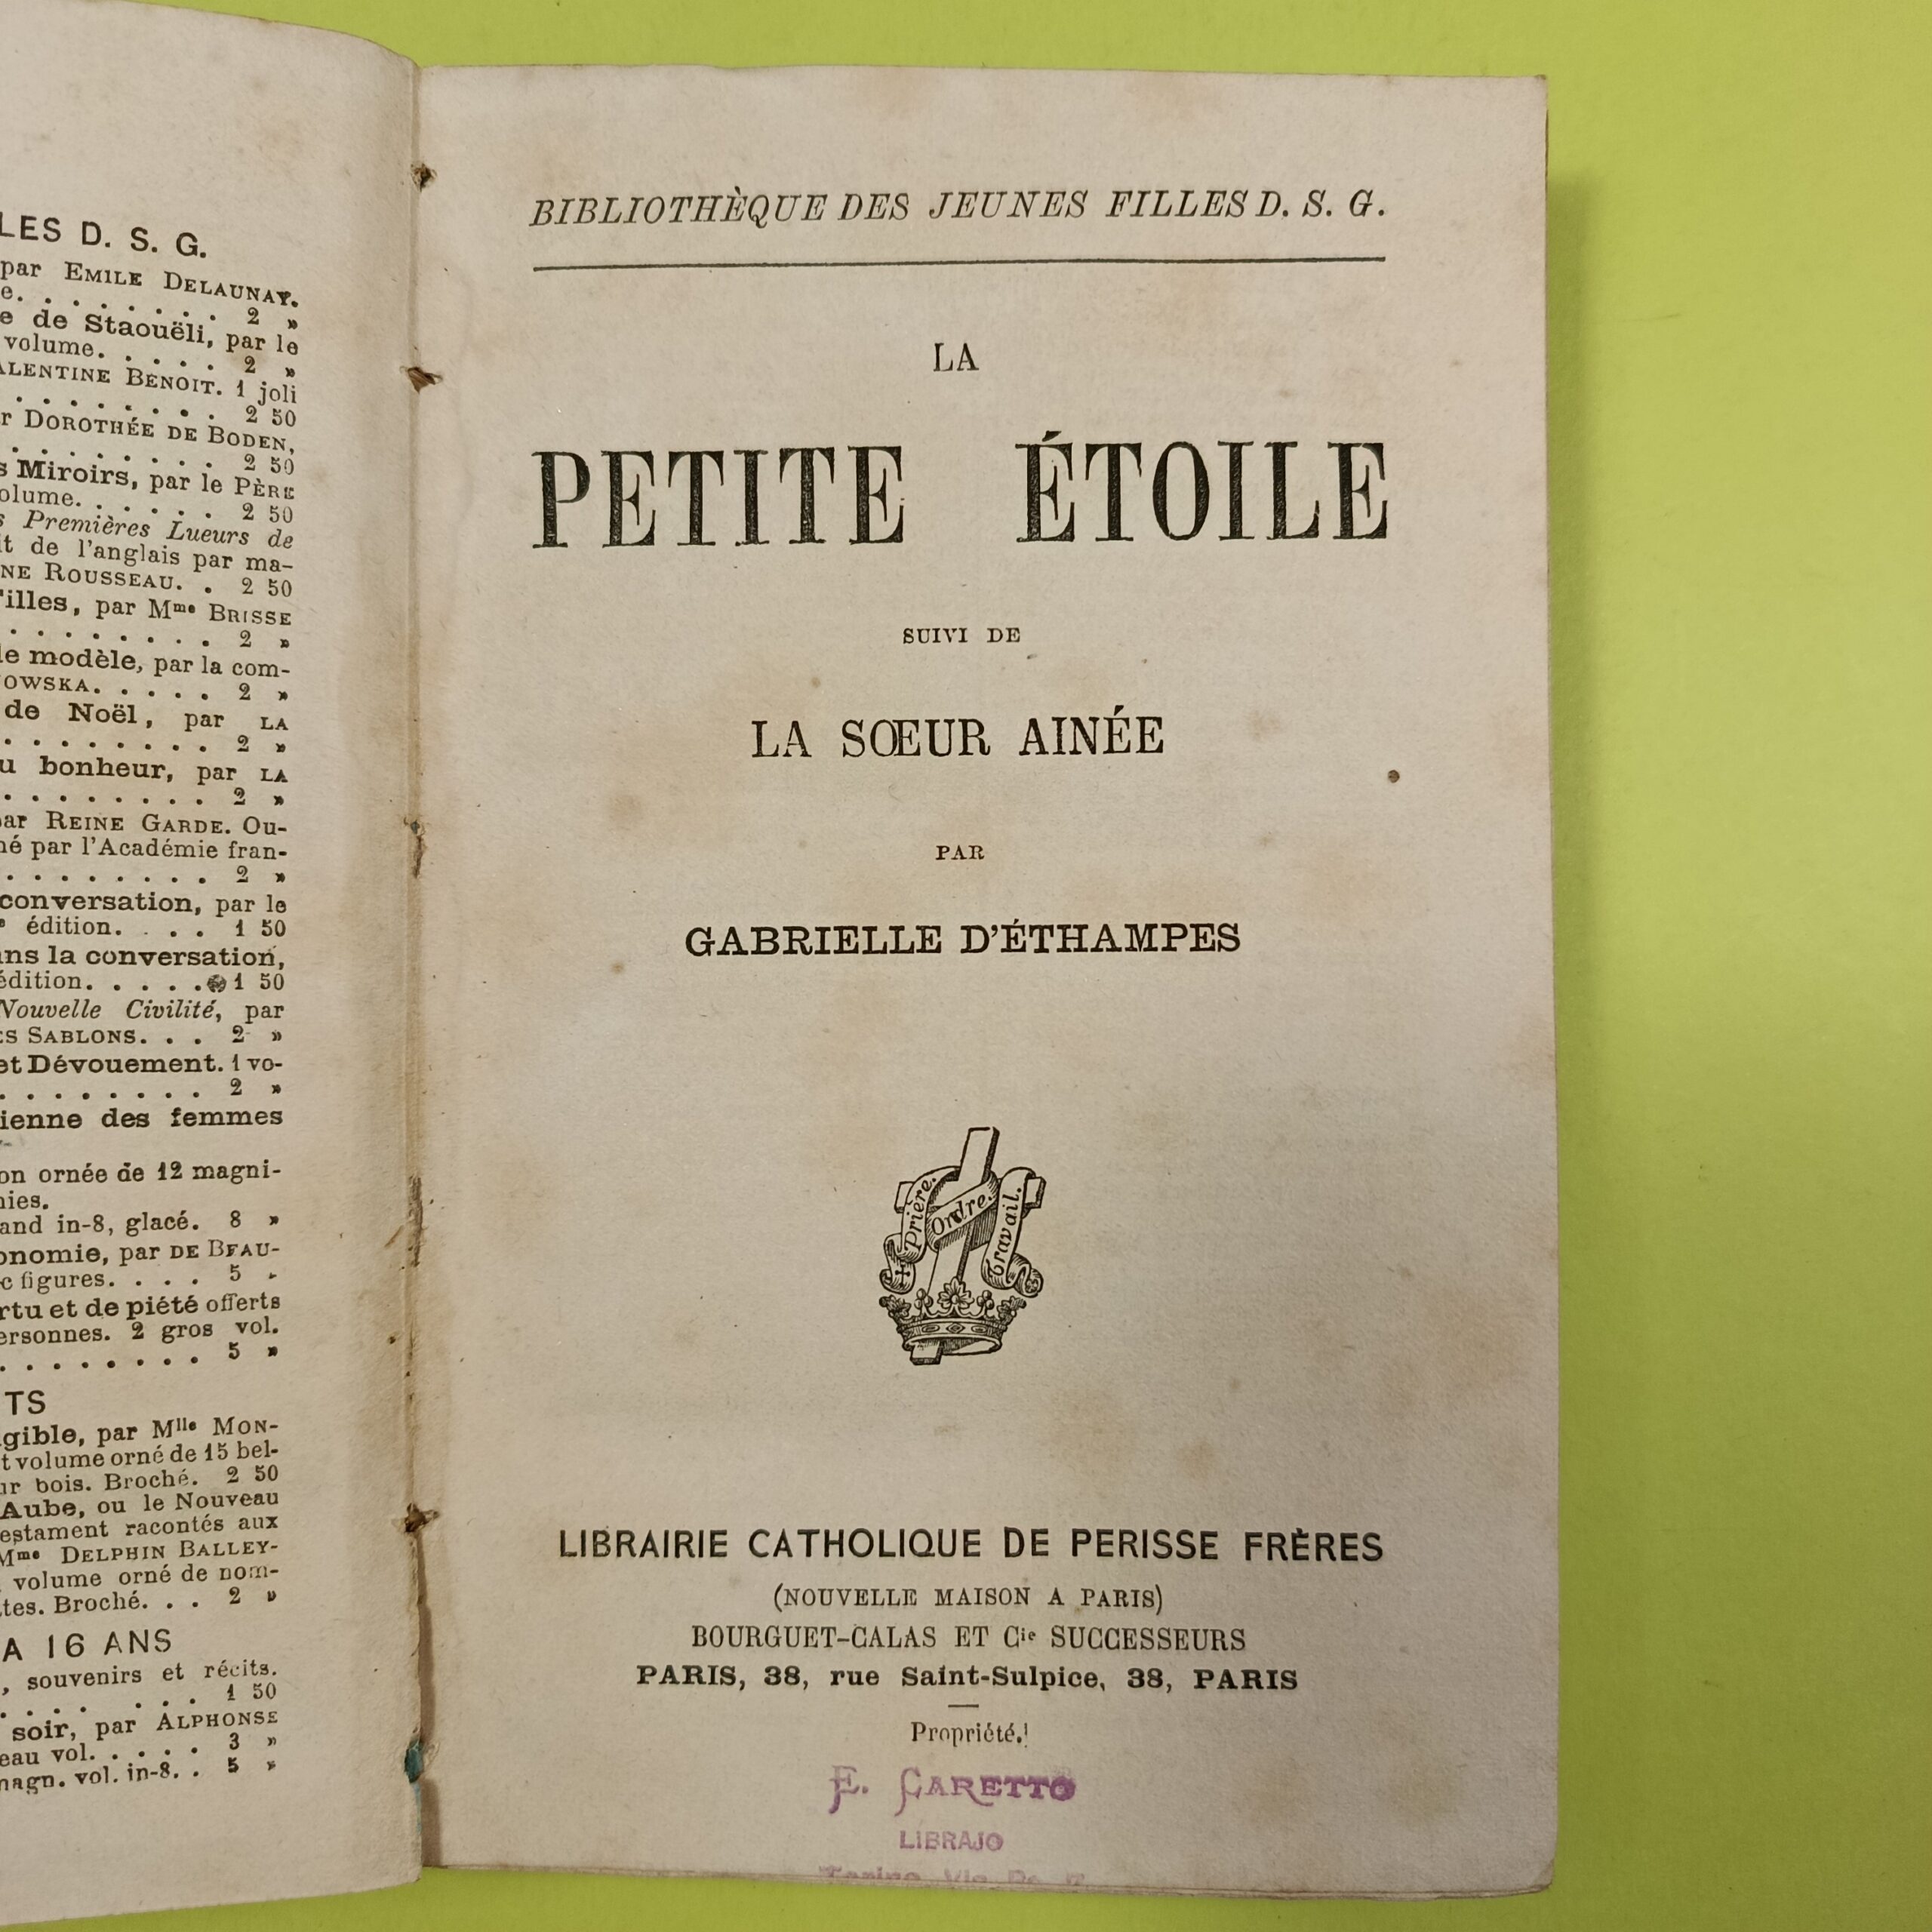 LES D. S. G.
par EMILE DELAUNAY.
e. . . . . . . . 2 »
e de Staouëli, par le
volume. . . . . . 2 »
ALENTINE BENOIT. 1 joli
. . . . . . . . 2 50
r DOROTHÉE DE BODEN,
. . . . . . . . 2 50
s Miroirs, par le PÈRE
olume. . . . . . 2 50
s Premières Lueurs de
it de l'anglais par ma-
NE ROUSSEAU. . 2 50
Filles, par Mme BRISSE
. . . . . . . . 2 »
le modèle, par la com-
OWSKA. . . . . . 2 »
de Noël, par LA
. . . . . . . . 2 »
u bonheur, par LA
. . . . . . . . 2 »
par REINE GARDE. Ou-
né par l'Académie fran-
. . . . . . . . 2 »
conversation, par le
e édition. . . . . 1 50
ans la conversation,
édition. . . . . . 1 50
Nouvelle Civilité, par
ES SABLONS. . . . 2 »
et Dévouement. 1 vo-
. . . . . . . . 2 »
ienne des femmes
on ornée de 12 magni-
nies.
and in-8, glacé. 8 »
onomie, par DE BEAU-
c figures. . . . . 5
rtu et de piété offerts
ersonnes. 2 gros vol.
. . . . . . . . 5 »
TS
gible, par Mlle MON-
t volume orné de 15 bel-
ur bois. Broché. 2 50
Aube, ou le Nouveau
estament racontés aux
Mme DELPHIN BALLEY-
volume orné de nom-
tes. Broché. . . 2 »
A 16 ANS
, souvenirs et récits.
. . . . . . . 1 50
soir, par ALPHONSE
eau vol. . . . . . 3 »
magn. vol. in-8. . 5 »
BIBLIOTHÈQUE DES JEUNES FILLES D. S. G.
LA
PETITE ÉTOILE
SUIVI DE
LA SŒUR AINÉE
PAR
GABRIELLE D'ÉTHAMPES
Prière.
Ordre.
Travail.
LIBRAIRIE CATHOLIQUE DE PERISSE FRÈRES
(NOUVELLE MAISON A PARIS)
BOURGUET-CALAS ET Cie SUCCESSEURS
PARIS, 38, rue Saint-Sulpice, 38, PARIS
Propriété.
E. CARETTO
LIBRAJO
Torino, Via Po